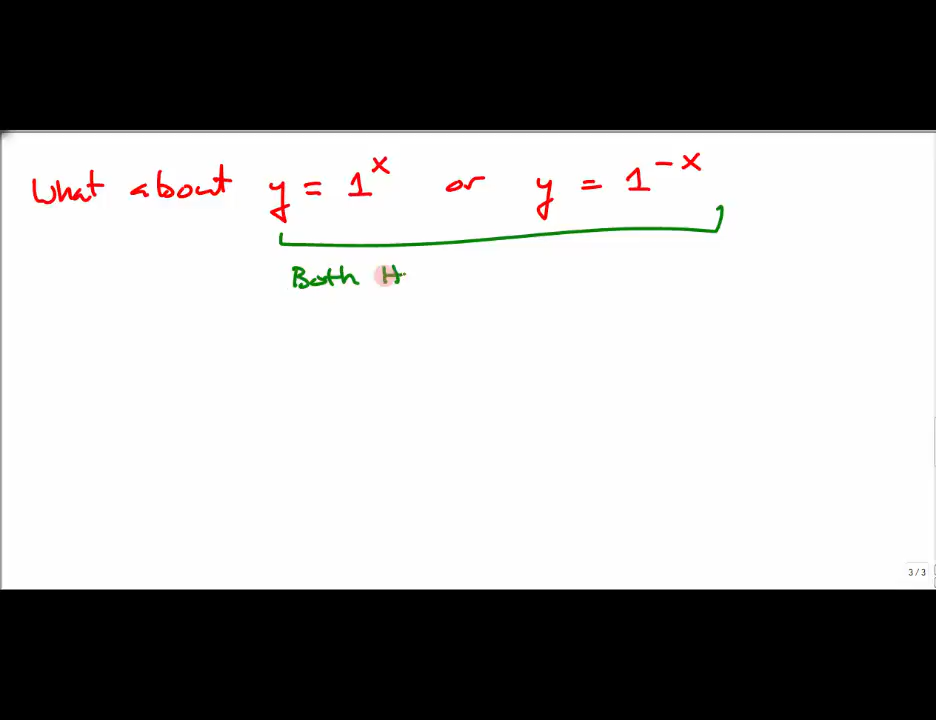 What about y = 1^x or y = 1^-x
Both H
3/3